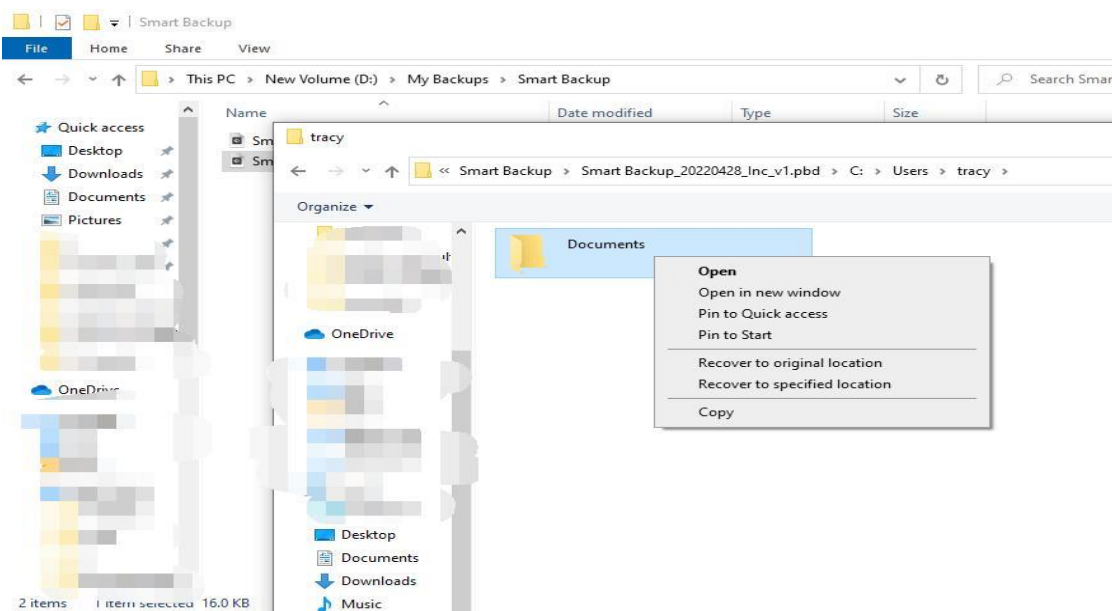 Smart Backup
File Home Share View
This PC > New Volume (D:) > My Backups > Smart Backup
Search Smar
Name Date modified Type Size
Quick access
Desktop
Downloads
Documents
Pictures
OneDrive
2 items 1 item selected 16.0 KB
Sm
Sm
tracy
« Smart Backup > Smart Backup_20220428_Inc_v1.pbd > C: > Users > tracy >
Organize
OneDrive
Desktop
Documents
Downloads
Music
Documents
Open
Open in new window
Pin to Quick access
Pin to Start
Recover to original location
Recover to specified location
Copy